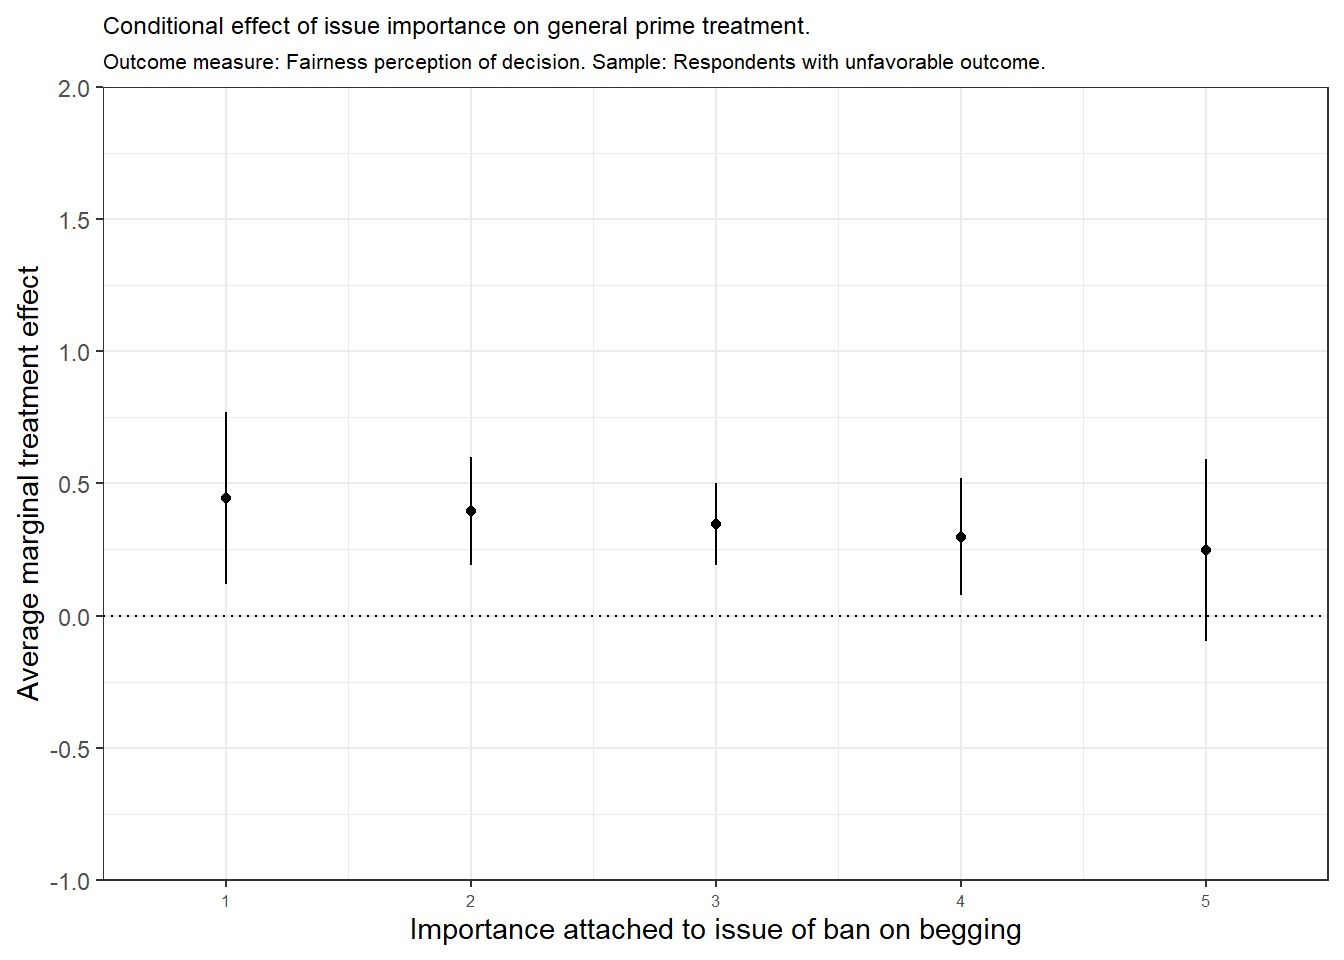 Conditional effect of issue importance on general prime treatment.
Outcome measure: Fairness perception of decision. Sample: Respondents with unfavorable outcome.
Average marginal treatment effect
2.0
1.5
1.0
0.5
0.0
-0.5
-1.0
1 2 3 4 5
Importance attached to issue of ban on begging